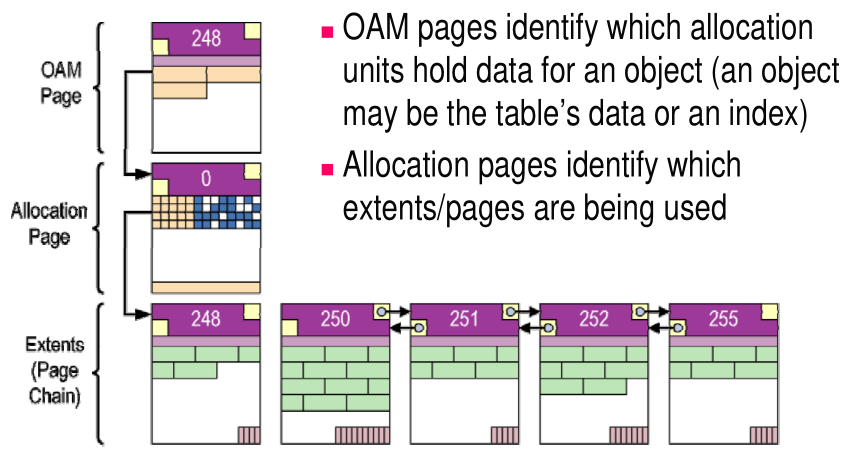 248
OAM
Page
OAM pages identify which allocation
units hold data for an object (an object
may be the table's data or an index)
Allocation pages identify which
extents/pages are being used
0
Allocation
Page
248
250
251
252
255
Extents
(Page
Chain)